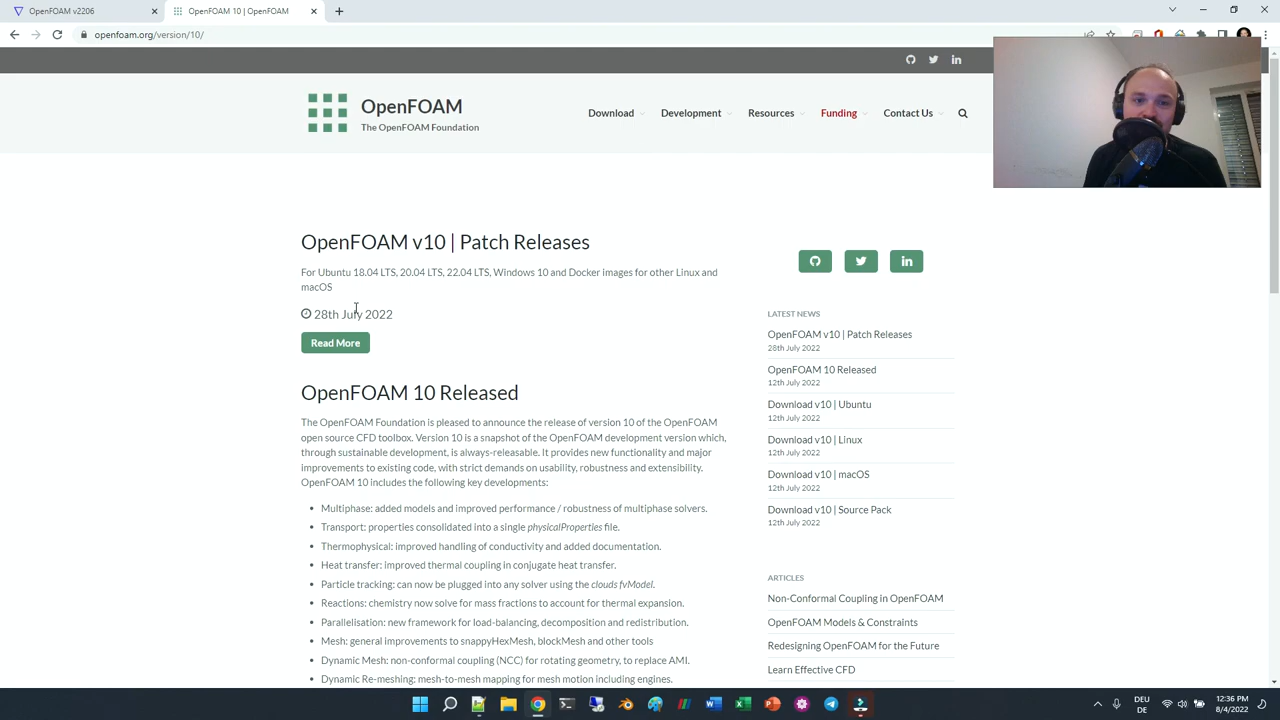 OpenFOAM v2206
OpenFOAM 10 | OpenFOAM
openfoam.org/version/10/
OpenFOAM
The OpenFOAM Foundation
Download
Development
Resources
Funding
Contact Us
OpenFOAM v10 | Patch Releases
For Ubuntu 18.04 LTS, 20.04 LTS, 22.04 LTS, Windows 10 and Docker images for other Linux and
macOS
28th July 2022
Read More
OpenFOAM 10 Released
The OpenFOAM Foundation is pleased to announce the release of version 10 of the OpenFOAM
open source CFD toolbox. Version 10 is a snapshot of the OpenFOAM development version which,
through sustainable development, is always-releasable. It provides new functionality and major
improvements to existing code, with strict demands on usability, robustness and extensibility.
OpenFOAM 10 includes the following key developments:
• Multiphase: added models and improved performance / robustness of multiphase solvers.
• Transport: properties consolidated into a single physicalProperties file.
• Thermophysical: improved handling of conductivity and added documentation.
• Heat transfer: improved thermal coupling in conjugate heat transfer.
• Particle tracking: can now be plugged into any solver using the clouds fvModel.
• Reactions: chemistry now solve for mass fractions to account for thermal expansion.
• Parallelisation: new framework for load-balancing, decomposition and redistribution.
• Mesh: general improvements to snappyHexMesh, blockMesh and other tools
• Dynamic Mesh: non-conformal coupling (NCC) for rotating geometry, to replace AMI.
• Dynamic Re-meshing: mesh-to-mesh mapping for mesh motion including engines.
LATEST NEWS
OpenFOAM v10 | Patch Releases
28th July 2022
OpenFOAM 10 Released
12th July 2022
Download v10 | Ubuntu
12th July 2022
Download v10 | Linux
12th July 2022
Download v10 | macOS
12th July 2022
Download v10 | Source Pack
12th July 2022
ARTICLES
Non-Conformal Coupling in OpenFOAM
OpenFOAM Models & Constraints
Redesigning OpenFOAM for the Future
Learn Effective CFD
DEU
DE
12:36 PM
8/4/2022